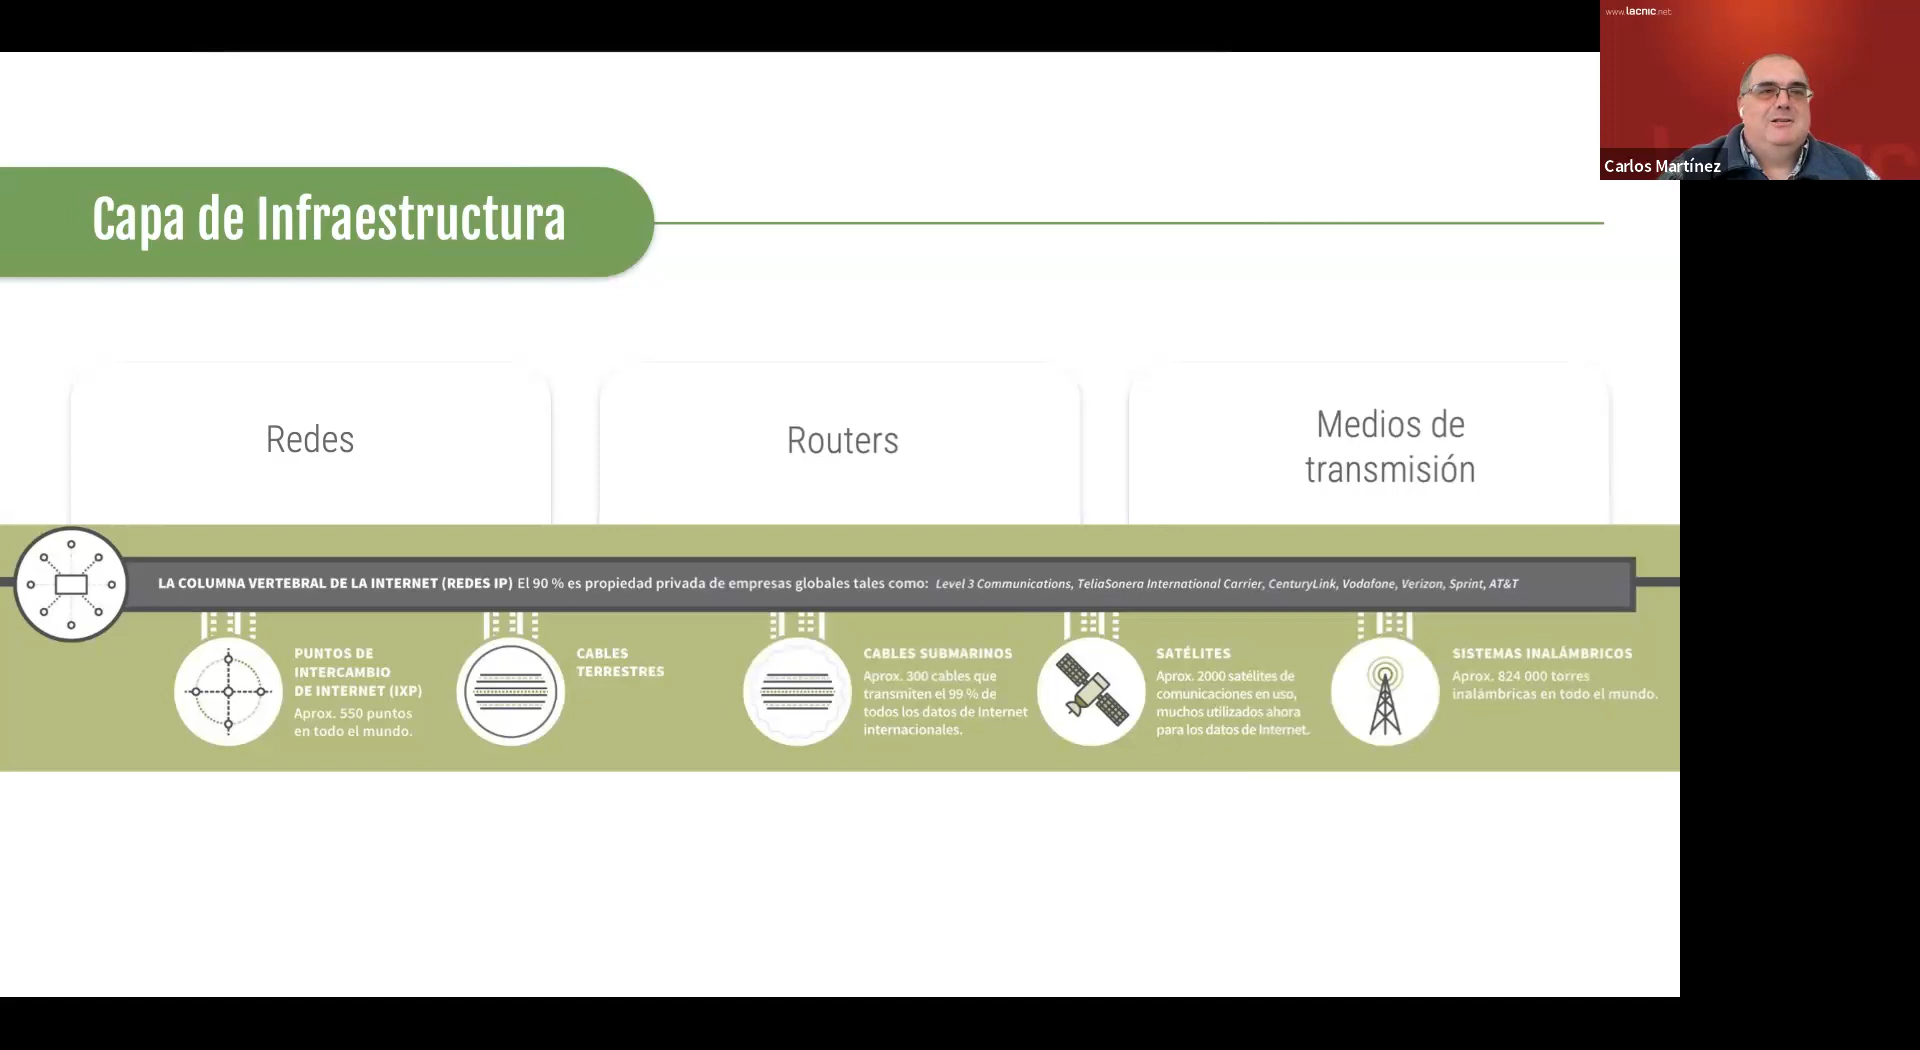 www.lacnic.net
Carlos Martínez
Capa de Infraestructura
Redes
Routers
Medios de
transmisión
LA COLUMNA VERTEBRAL DE LA INTERNET (REDES IP) El 90 % es propiedad privada de empresas globales tales como: Level 3 Communications, TeliaSonera International Carrier, CenturyLink, Vodafone, Verizon, Sprint, AT&T
PUNTOS DE
INTERCAMBIO
DE INTERNET (IXP)
Aprox. 550 puntos
en todo el mundo.
CABLES
TERRESTRES
CABLES SUBMARINOS
Aprox. 300 cables que
transmiten el 99 % de
todos los datos de Internet
internacionales.
SATÉLITES
Aprox. 2000 satélites de
comunicaciones en uso,
muchos utilizados ahora
para los datos de Internet.
SISTEMAS INALÁMBRICOS
Aprox. 824 000 torres
inalámbricas en todo el mundo.